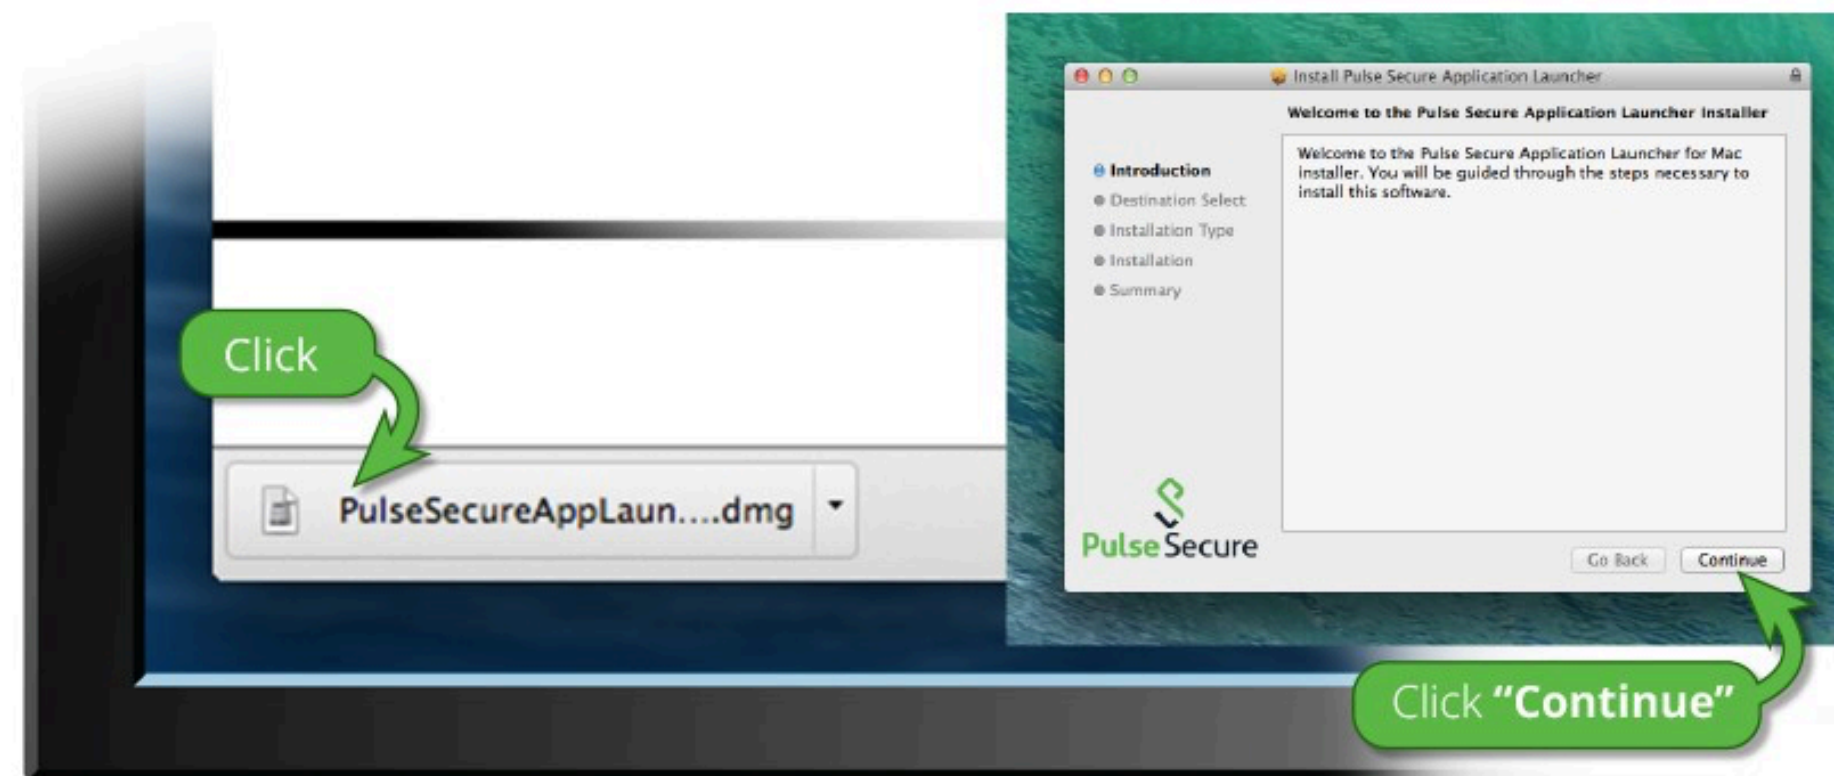 Click
PulseSecureAppLaun....dmg
Install Pulse Secure Application Launcher
Welcome to the Pulse Secure Application Launcher Installer
Introduction
Destination Select
Installation Type
Installation
Summary
Welcome to the Pulse Secure Application Launcher for Mac
installer. You will be guided through the steps necessary to
install this software.
Pulse Secure
Go Back
Continue
Click “Continue”